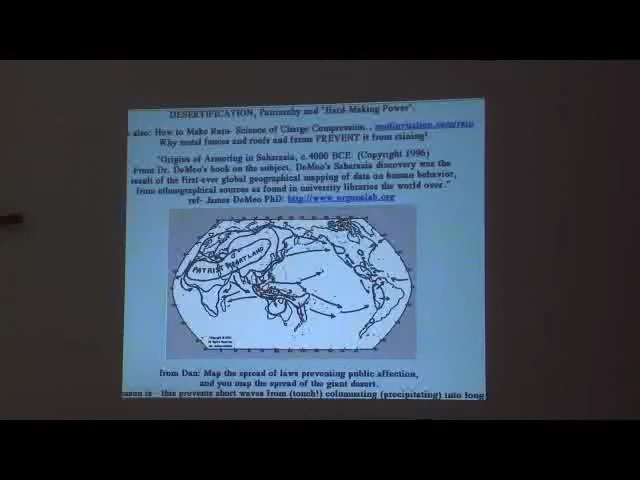 DESERTIFICATION, Patriarchy and "Hard-Making Power".
also: How to Make Rain- Science of Charge Compression. .
Why metal fences and roofs and farms PREVENT it from raining!
"Origins of Armoring in Saharasia, c.4000 BCE. (Copyright 1996)
From Dr. DeMeo's book on the subject. DeMeo's Saharasia discovery was the
result of the first-ever global geographical mapping of data on human behavior,
from ethnographical sources as found in university libraries the world over."
ref- James DeMeo PhD: http://www.orgonelab.org
PATRIST HEARTLAND
from Dan: Map the spread of laws preventing public affection,
and you map the spread of the giant desert.
this prevents short waves from (touch!) columnating (precipitating) into long